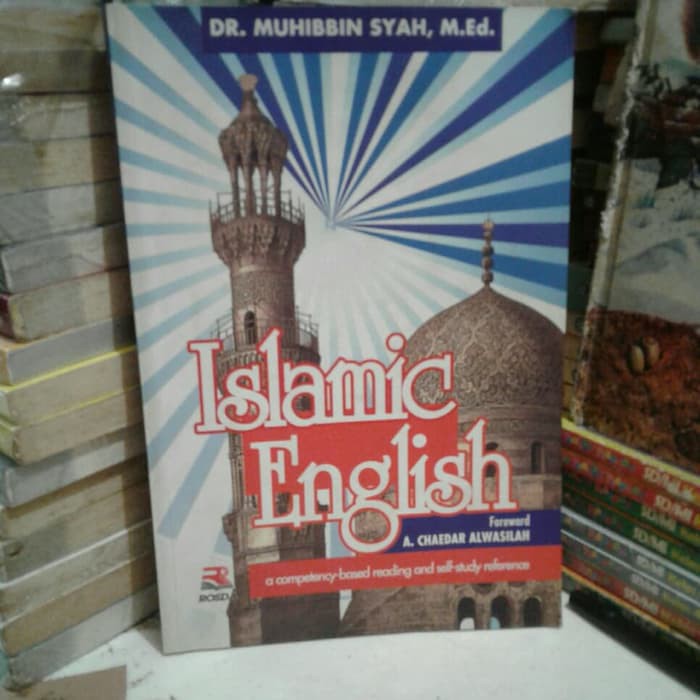 DR. MUHIBBIN SYAH, M.Ed.
Islamic
English
Foreword
A. CHAEDAR ALWASILAH
a competency-based reading and self-study reference
ROSDA